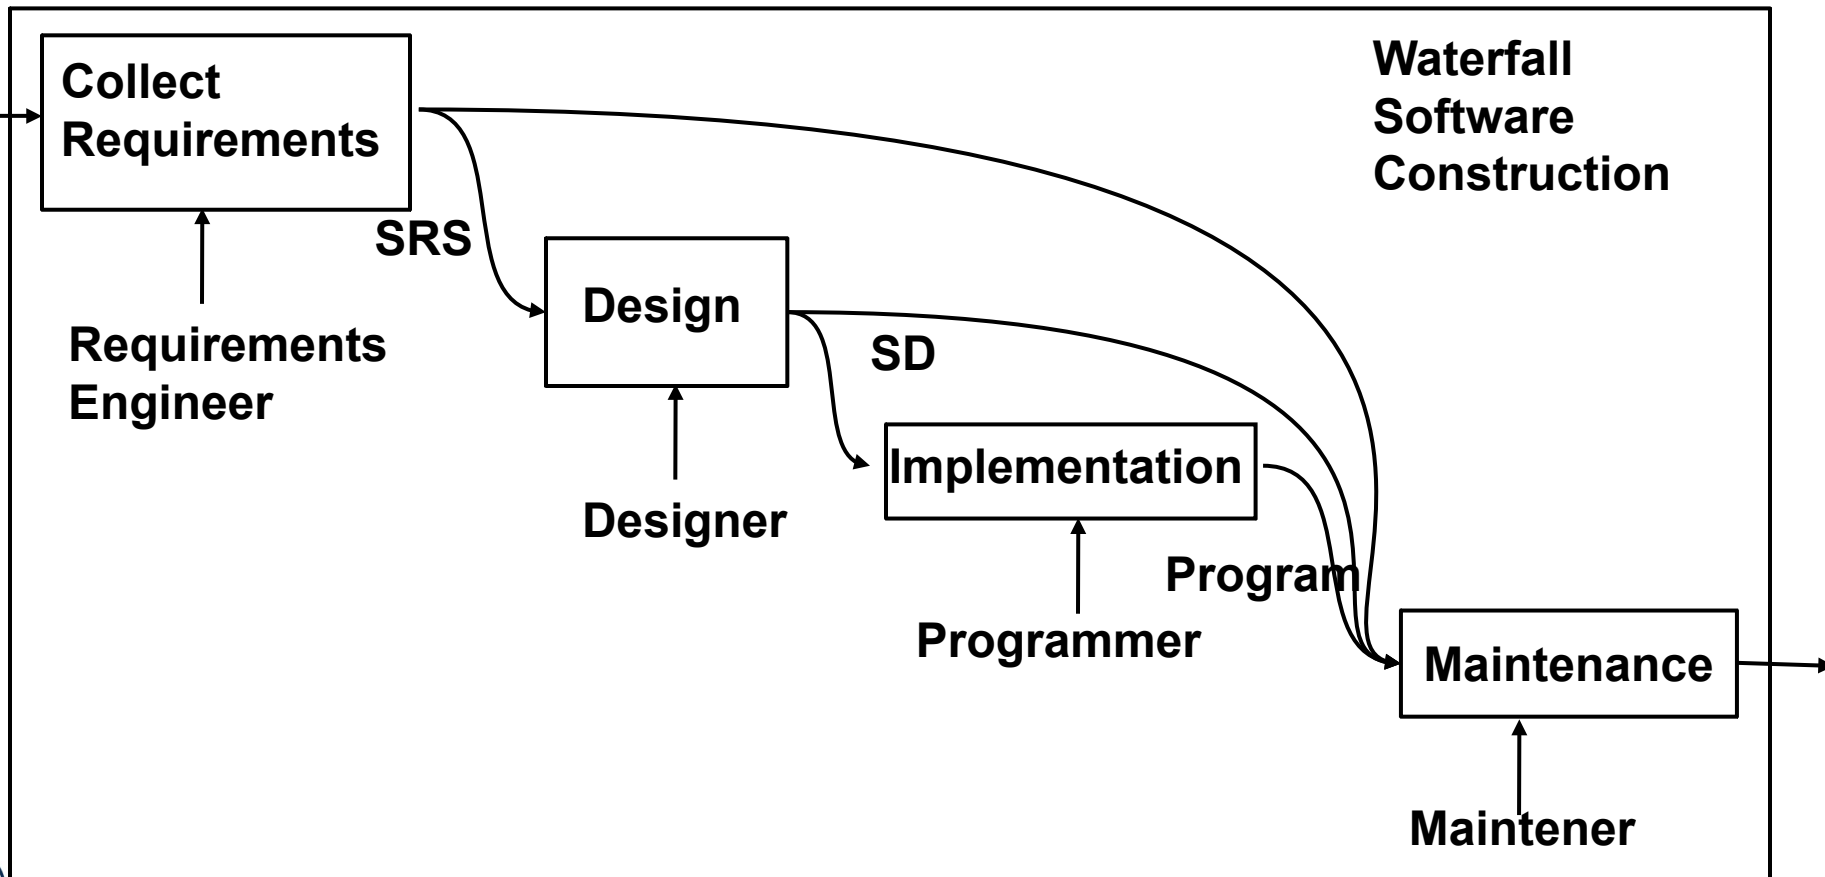 Collect
Requirements
Waterfall
Software
Construction
SRS
Requirements
Engineer
Design
SD
Designer
Implementation
Program
Programmer
Maintenance
Maintener